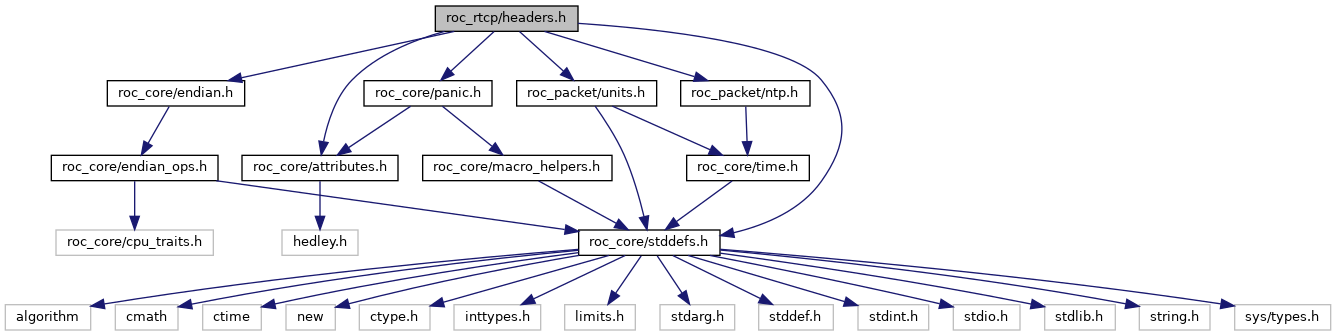 roc_rtcp/headers.h
roc_core/endian.h
roc_core/panic.h
roc_packet/units.h
roc_packet/ntp.h
roc_core/endian_ops.h
roc_core/attributes.h
roc_core/macro_helpers.h
roc_core/time.h
roc_core/cpu_traits.h
hedley.h
roc_core/stddefs.h
algorithm
cmath
ctime
new
ctype.h
inttypes.h
limits.h
stdarg.h
stddef.h
stdint.h
stdio.h
stdlib.h
string.h
sys/types.h